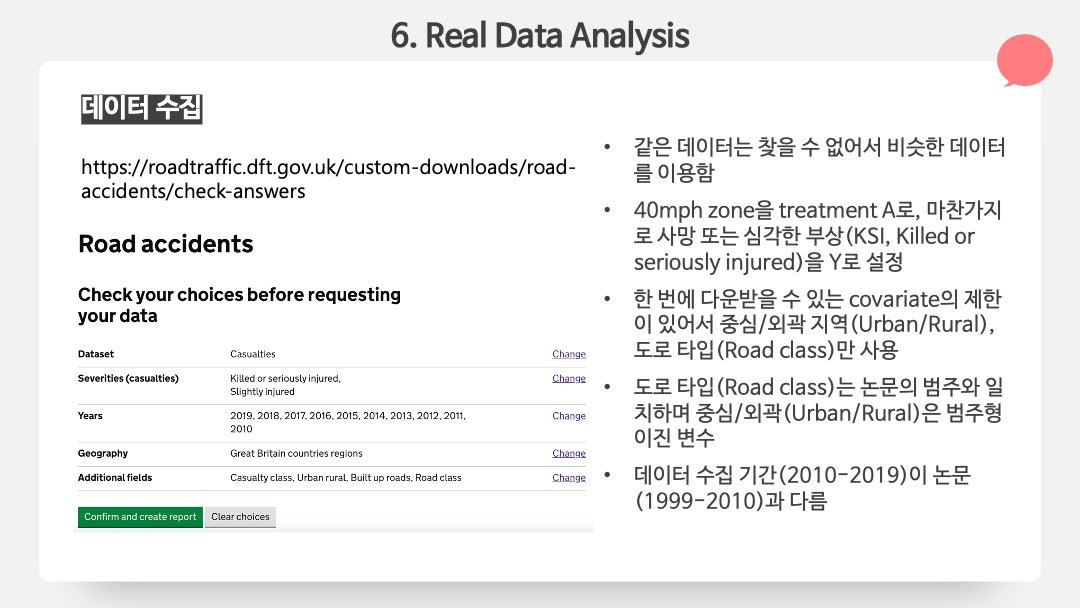 6. Real Data Analysis
데이터 수집
https://roadtraffic.dft.gov.uk/custom-downloads/road-
accidents/check-answers
Road accidents
Check your choices before requesting
your data
Dataset Casualties Change
Severities (casualties) Killed or seriously injured, Change
Slightly injured
Years 2019, 2018, 2017, 2016, 2015, 2014, 2013, 2012, 2011, Change
2010
Geography Great Britain countries regions Change
Additional fields Casualty class, Urban rural, Built up roads, Road class Change
Confirm and create report Clear choices
• 같은 데이터는 찾을 수 없어서 비슷한 데이터
를 이용함
• 40mph zone을 treatment A로, 마찬가지
로 사망 또는 심각한 부상(KSI, Killed or
seriously injured)을 Y로 설정
• 한 번에 다운받을 수 있는 covariate의 제한
이 있어서 중심/외곽 지역(Urban/Rural),
도로 타입(Road class)만 사용
• 도로 타입(Road class)는 논문의 범주와 일
치하며 중심/외곽(Urban/Rural)은 범주형
이진 변수
• 데이터 수집 기간(2010-2019)이 논문
(1999-2010)과 다름